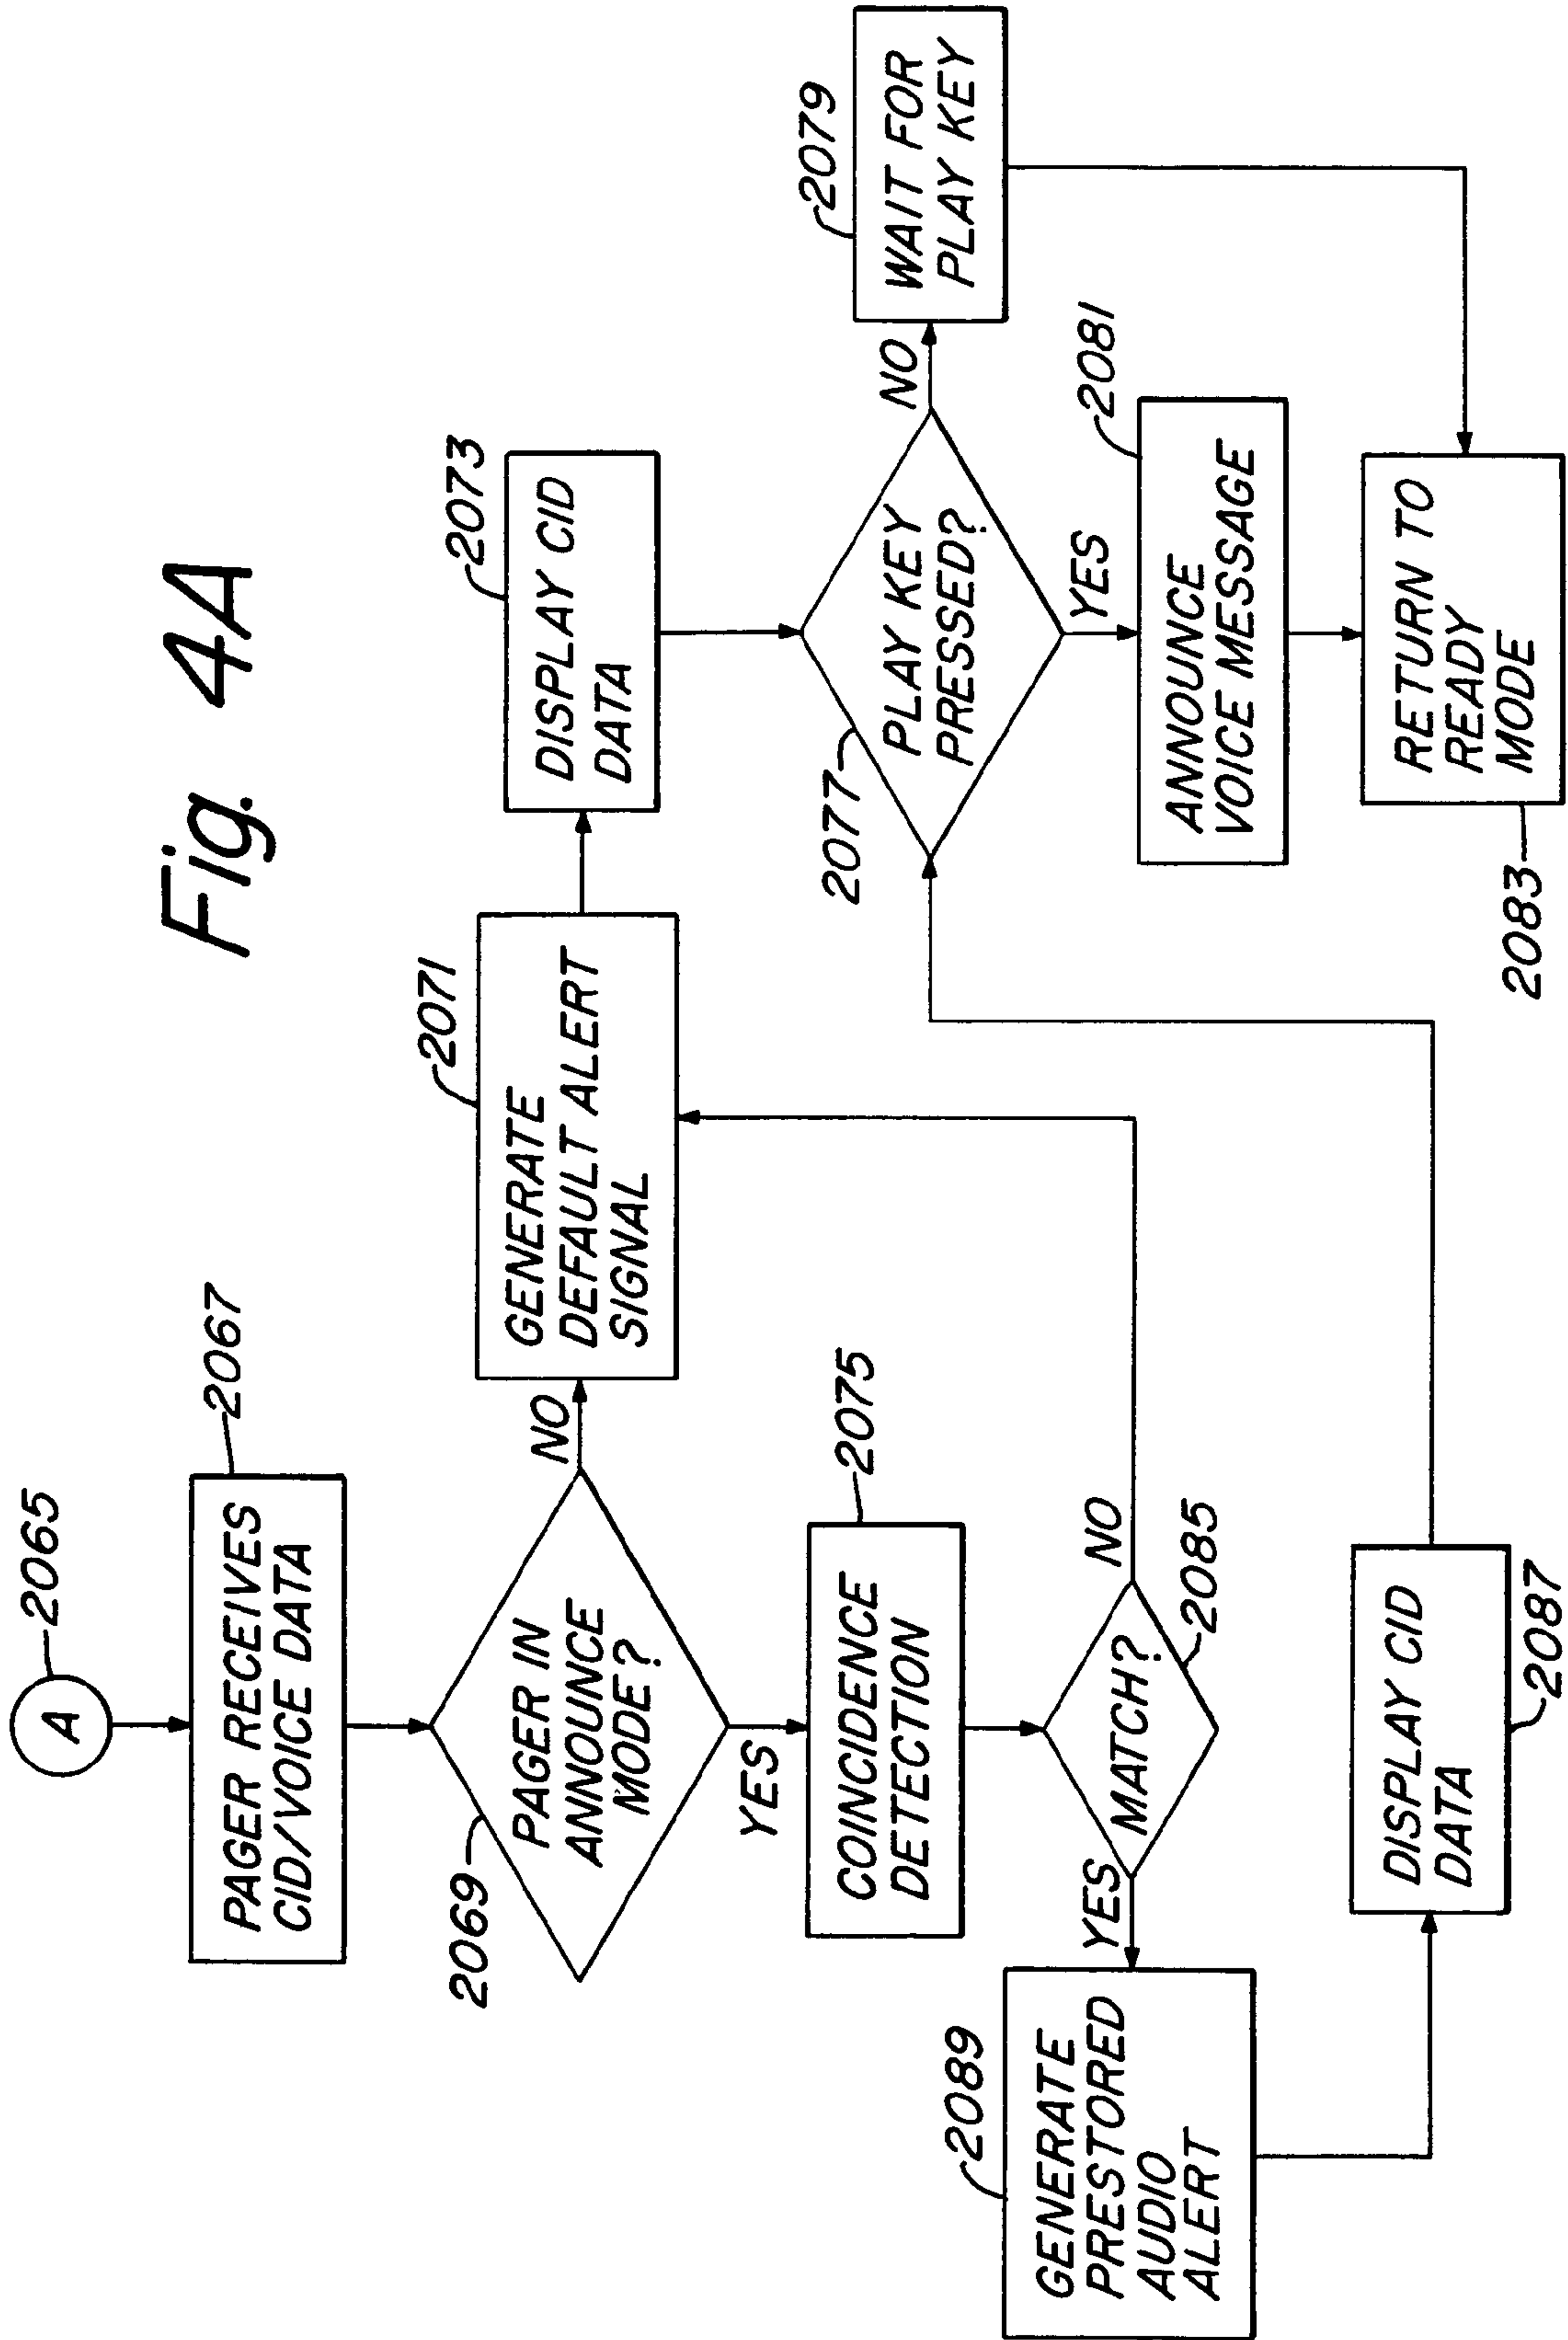 Fig. 4A
A
2065
PAGER RECEIVES
CID/VOICE DATA
2067
2069
PAGER IN
ANNOUNCE
MODE?
NO
YES
GENERATE
DEFAULT ALERT
SIGNAL
2071
DISPLAY CID
DATA
2073
COINCIDENCE
DETECTION
2075
MATCH?
2085
NO
YES
GENERATE
PRESTORED
AUDIO
ALERT
2089
DISPLAY CID
DATA
2087
2077
PLAY KEY
PRESSED?
NO
YES
WAIT FOR
PLAY KEY
2079
ANNOUNCE
VOICE MESSAGE
2081
RETURN TO
READY
MODE
2083